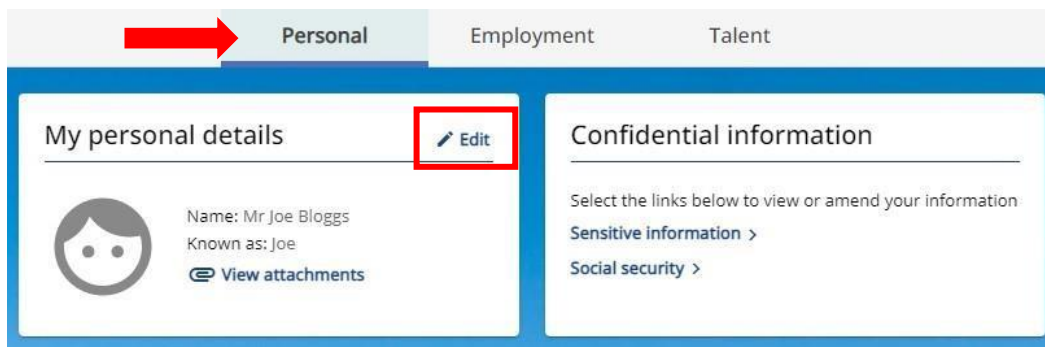 Personal Employment Talent
My personal details
Edit
Name: Mr Joe Bloggs
Known as: Joe
View attachments
Confidential information
Select the links below to view or amend your information
Sensitive information >
Social security >